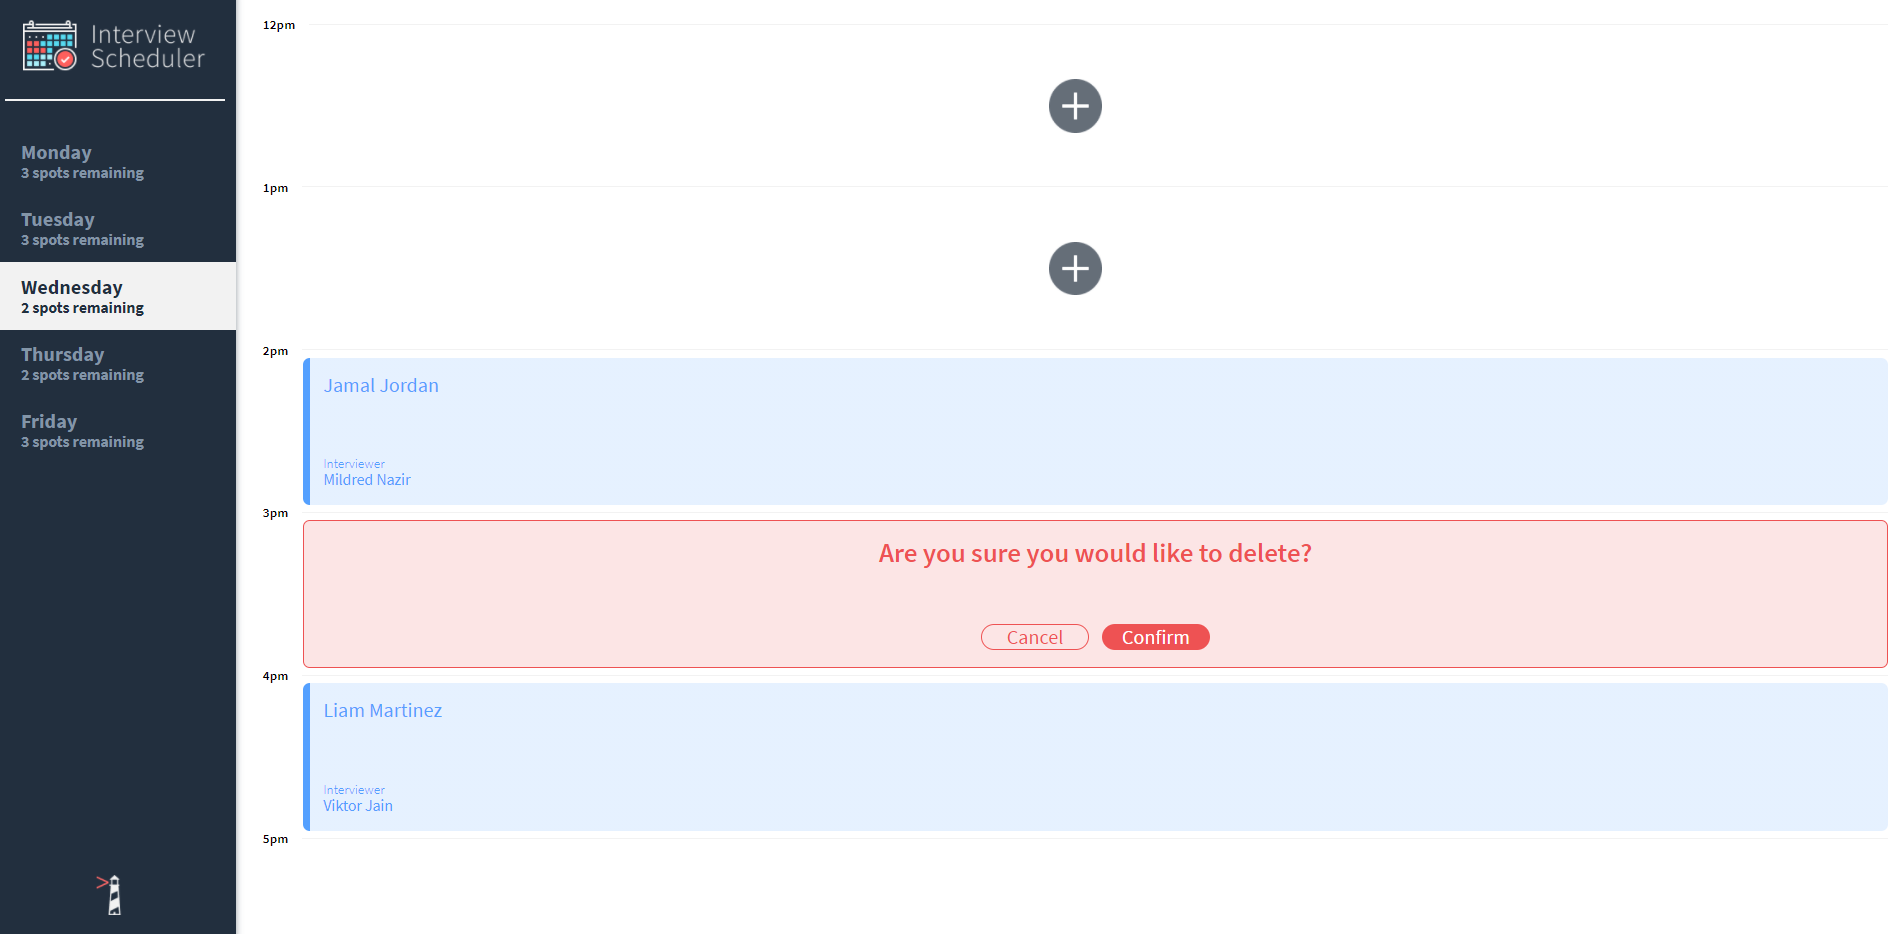 Interview
Scheduler
Monday
3 spots remaining
Tuesday
3 spots remaining
Wednesday
2 spots remaining
Thursday
2 spots remaining
Friday
3 spots remaining
12pm
1pm
2pm
Jamal Jordan
Interviewer
Mildred Nazir
3pm
Are you sure you would like to delete?
Cancel Confirm
4pm
Liam Martinez
Interviewer
Viktor Jain
5pm